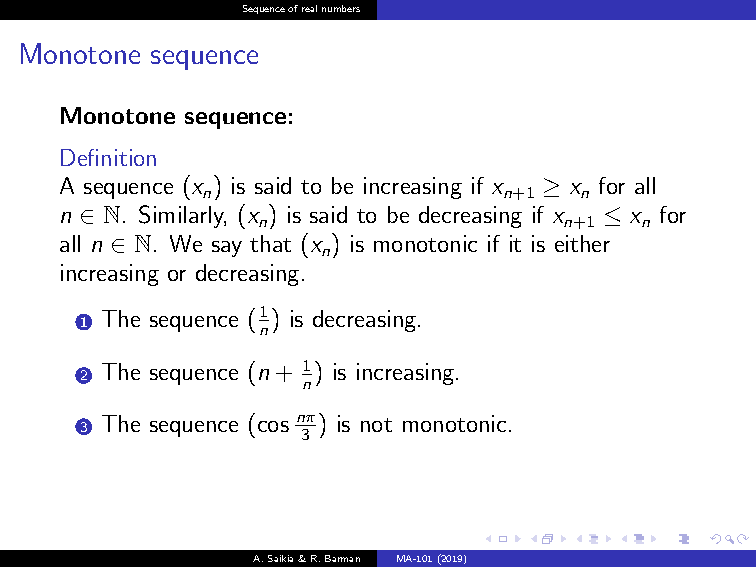 Sequence of real numbers
Monotone sequence
Monotone sequence:
Definition
A sequence (xₙ) is said to be increasing if xₙ₊₁ ≥ xₙ for all
n ∈ ℕ. Similarly, (xₙ) is said to be decreasing if xₙ₊₁ ≤ xₙ for
all n ∈ ℕ. We say that (xₙ) is monotonic if it is either
increasing or decreasing.
1 The sequence (1/n) is decreasing.
2 The sequence (n + 1/n) is increasing.
3 The sequence (cos nπ/3) is not monotonic.
A. Saikia & R. Barman MA-101 (2019)